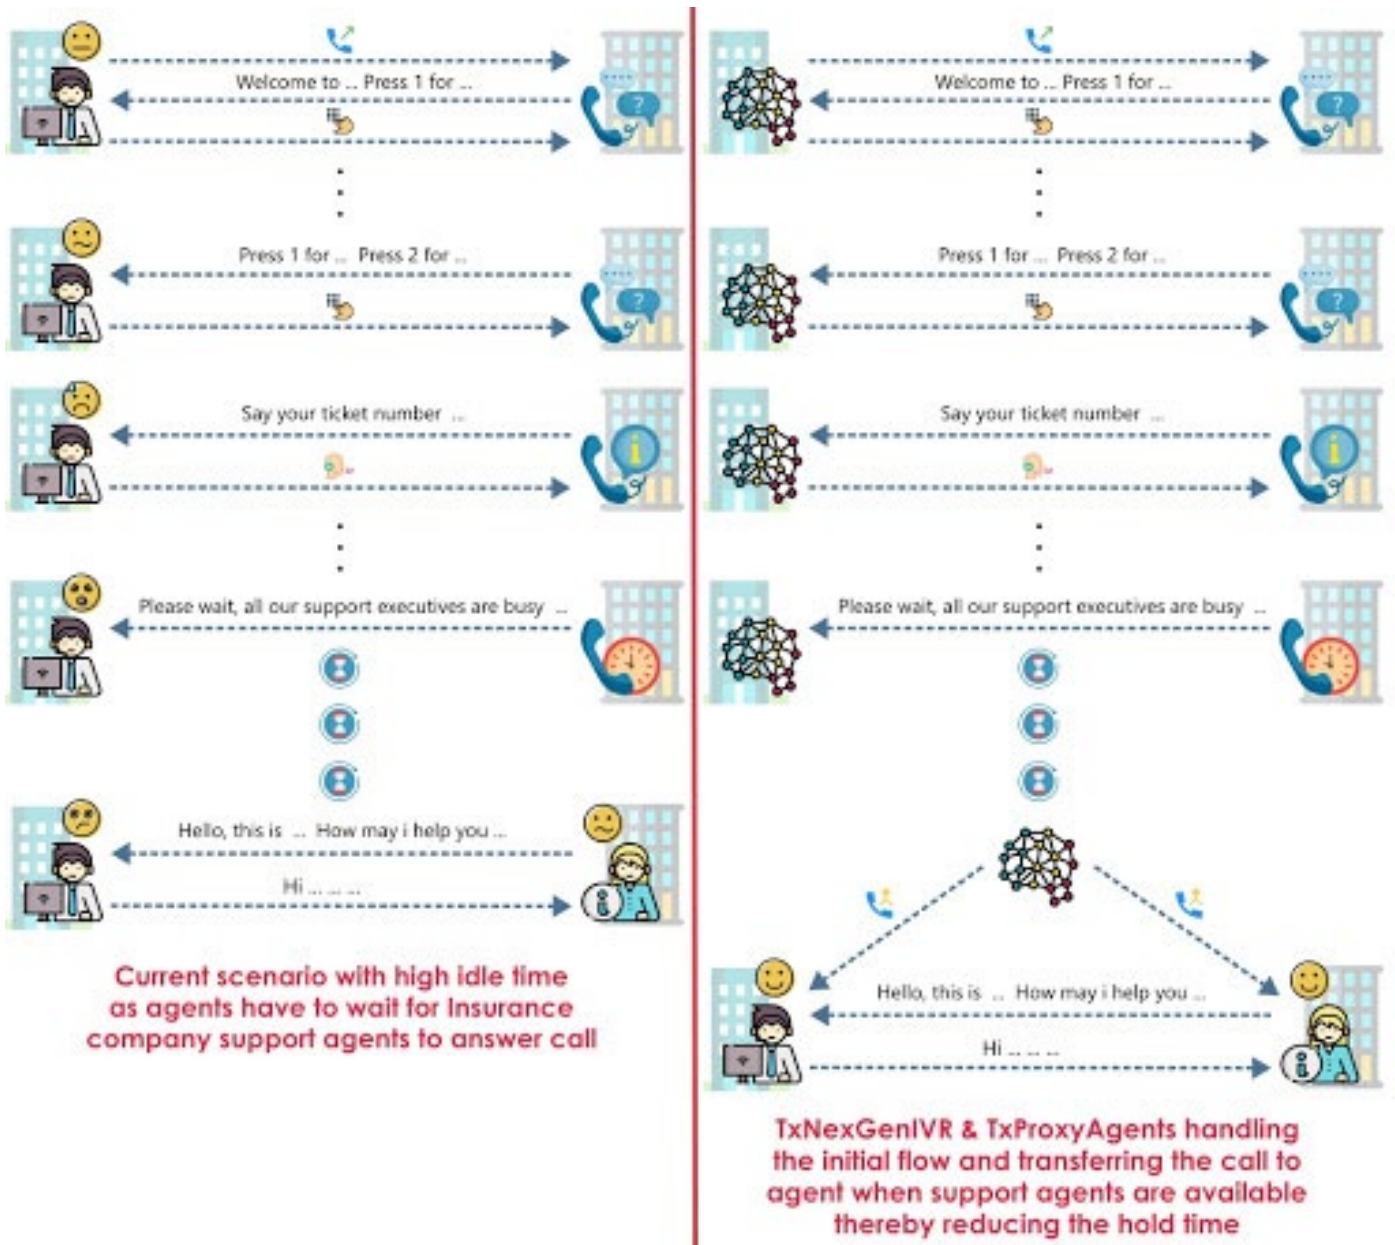 Welcome to ... Press 1 for ...
Press 1 for ... Press 2 for ...
Say your ticket number ...
Please wait, all our support executives are busy ...
Hello, this is ... How may i help you ...
Hi ... ... ...
Current scenario with high idle time
as agents have to wait for Insurance
company support agents to answer call
Welcome to ... Press 1 for ...
Press 1 for ... Press 2 for ...
Say your ticket number ...
Please wait, all our support executives are busy ...
Hello, this is ... How may i help you ...
Hi ... ... ...
TxNexGenIVR & TxProxyAgents handling
the initial flow and transferring the call to
agent when support agents are available
thereby reducing the hold time